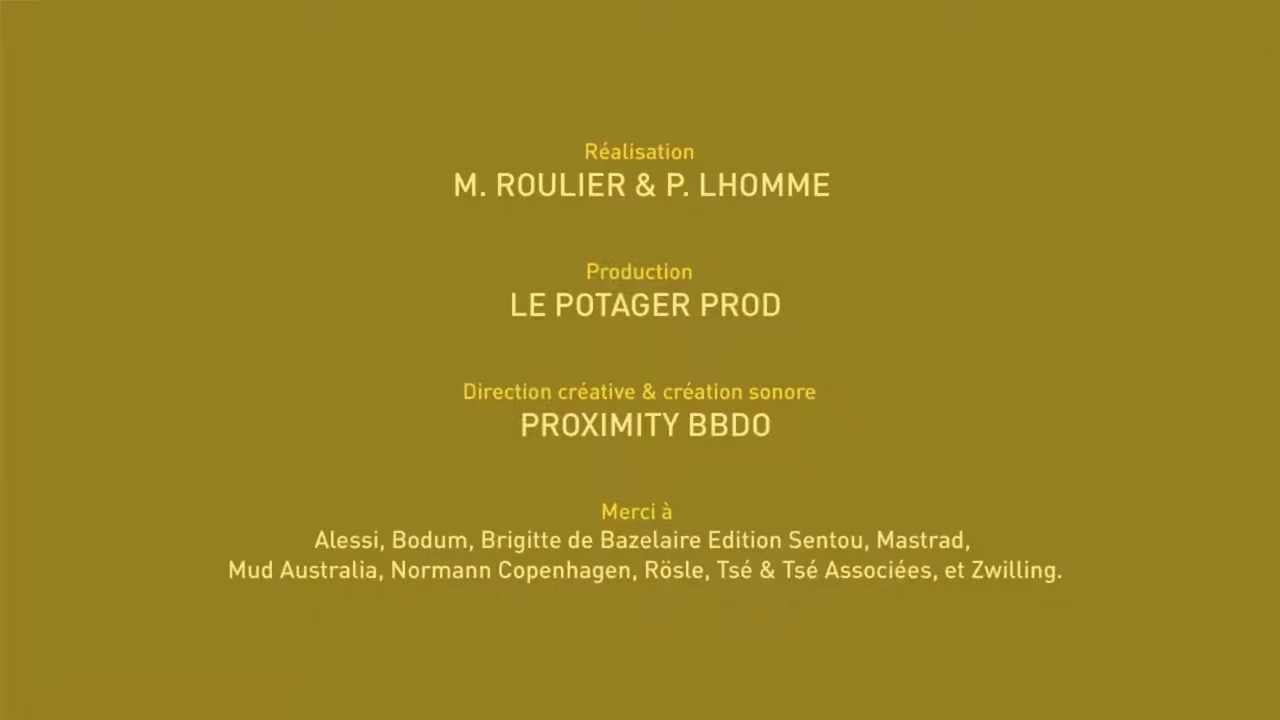 Réalisation
M. ROULIER & P. LHOMME
Production
LE POTAGER PROD
Direction créative & création sonore
PROXIMITY BBDO
Merci à
Alessi, Bodum, Brigitte de Bazelaire Edition Sentou, Mastrad,
Mud Australia, Normann Copenhagen, Rösle, Tsé & Tsé Associées, et Zwilling.